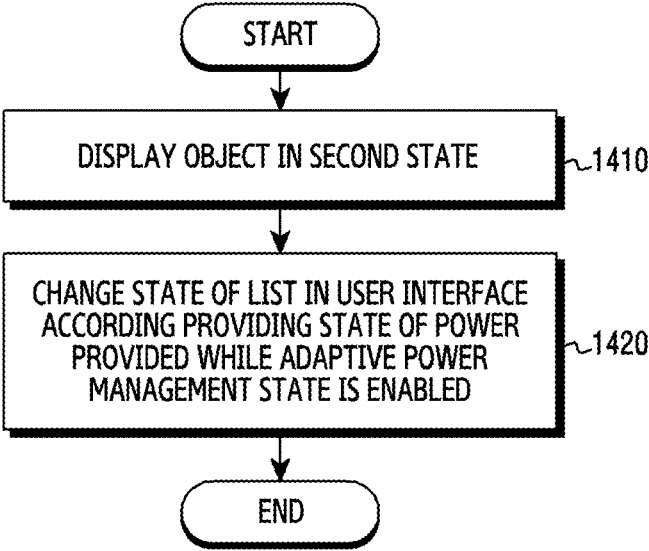 START
DISPLAY OBJECT IN SECOND STATE
1410
CHANGE STATE OF LIST IN USER INTERFACE
ACCORDING PROVIDING STATE OF POWER
PROVIDED WHILE ADAPTIVE POWER
MANAGEMENT STATE IS ENABLED
1420
END